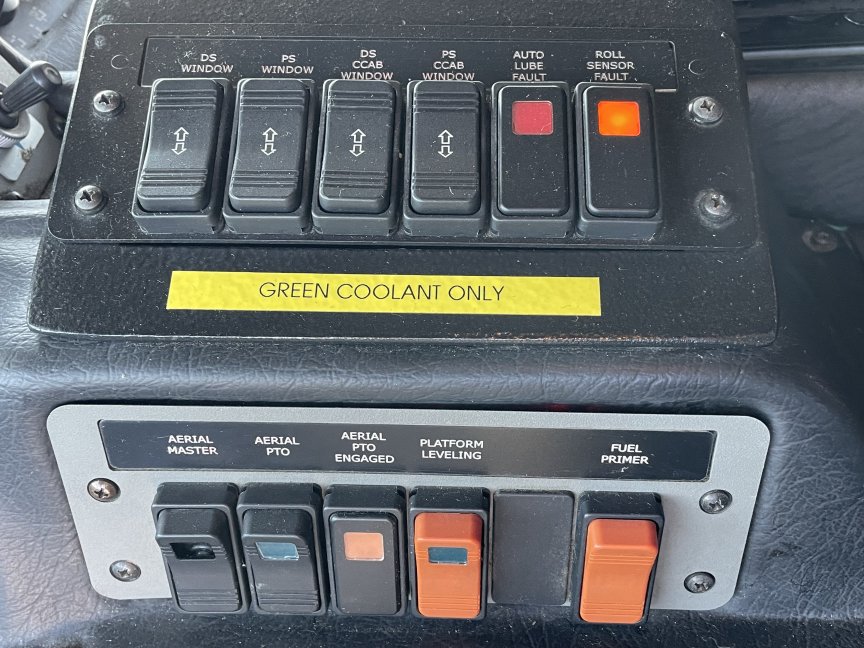 DS
WINDOW
PS
WINDOW
DS
CCAB
WINDOW
PS
CCAB
WINDOW
AUTO
LUBE
FAULT
ROLL
SENSOR
FAULT
GREEN COOLANT ONLY
AERIAL
MASTER
AERIAL
PTO
AERIAL
PTO
ENGAGED
PLATFORM
LEVELING
FUEL
PRIMER